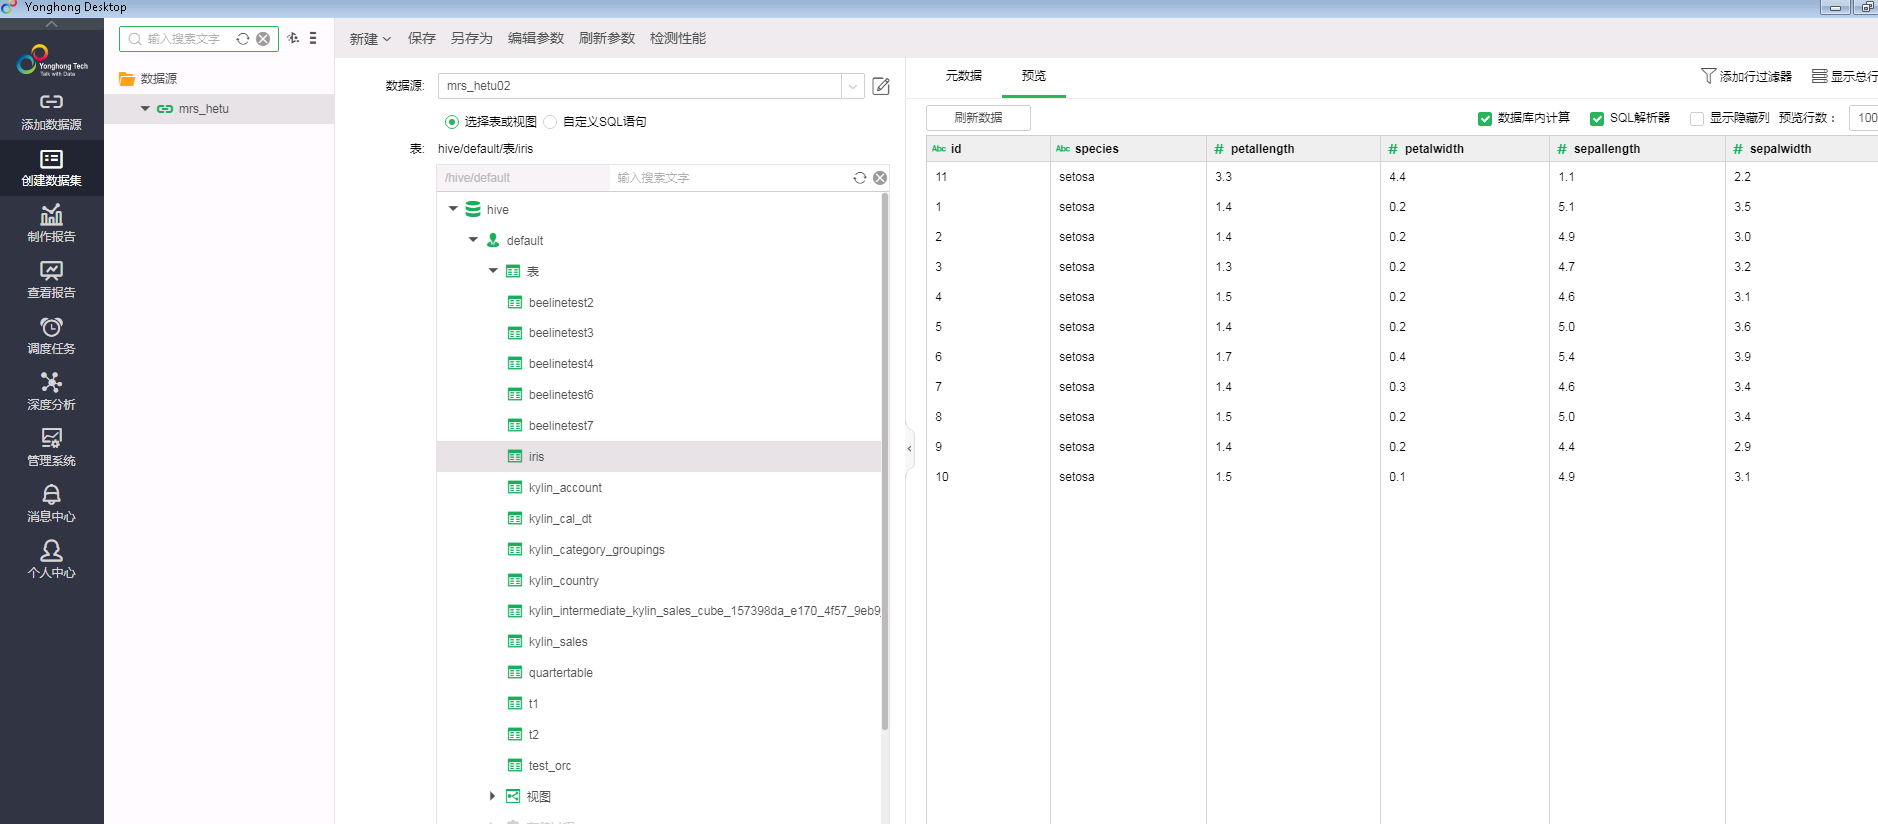 Yonghong Desktop
Yonghong Tech
Talk with Data
添加数据源
创建数据集
制作报告
查看报告
调度任务
深度分析
管理系统
消息中心
个人中心
输入搜索文字
数据源
mrs_hetu
新建 保存 另存为 编辑参数 刷新参数 检测性能
数据源: mrs_hetu02
选择表或视图 自定义SQL语句
表: hive/default/表/iris
/hive/default 输入搜索文字
hive
default
表
beelinetest2
beelinetest3
beelinetest4
beelinetest6
beelinetest7
iris
kylin_account
kylin_cal_dt
kylin_category_groupings
kylin_country
kylin_intermediate_kylin_sales_cube_157398da_e170_4f57_9eb9_
kylin_sales
quartertable
t1
t2
test_orc
视图
元数据 预览 添加行过滤器 显示总行
刷新数据 数据库内计算 SQL解析器 显示隐藏列 预览行数： 100
Abc id Abc species # petallength # petalwidth # sepallength # sepalwidth
11 setosa 3.3 4.4 1.1 2.2
1 setosa 1.4 0.2 5.1 3.5
2 setosa 1.4 0.2 4.9 3.0
3 setosa 1.3 0.2 4.7 3.2
4 setosa 1.5 0.2 4.6 3.1
5 setosa 1.4 0.2 5.0 3.6
6 setosa 1.7 0.4 5.4 3.9
7 setosa 1.4 0.3 4.6 3.4
8 setosa 1.5 0.2 5.0 3.4
9 setosa 1.4 0.2 4.4 2.9
10 setosa 1.5 0.1 4.9 3.1